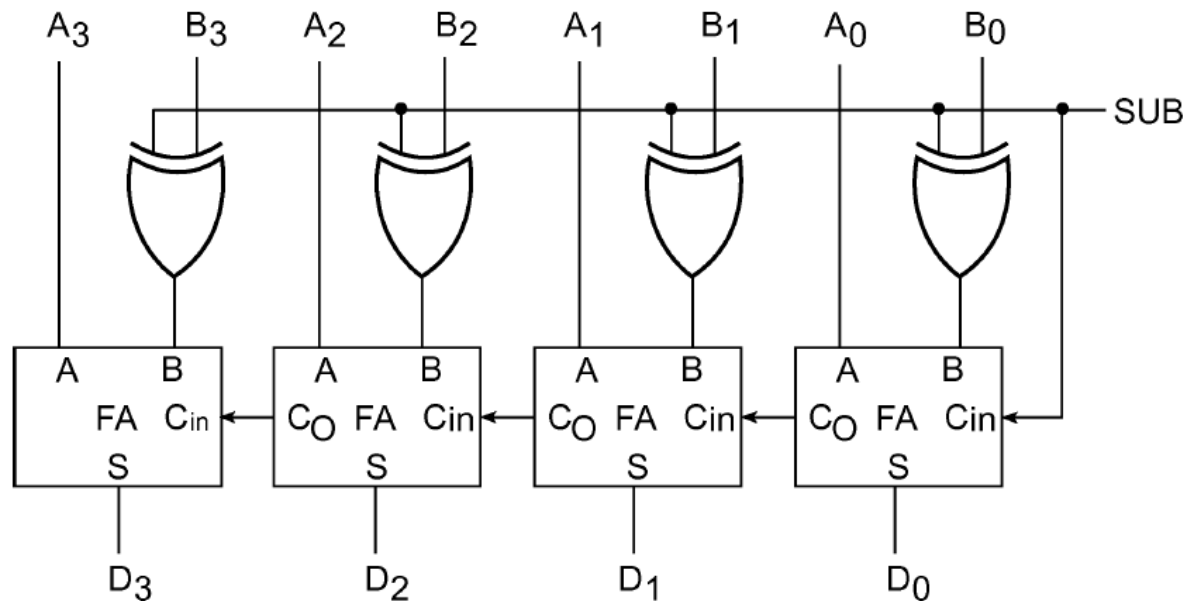 A3 B3 A2 B2 A1 B1 A0 B0
SUB
A B A B A B A B
FA Cin CO FA Cin CO FA Cin CO FA Cin
S S S S
D3 D2 D1 D0